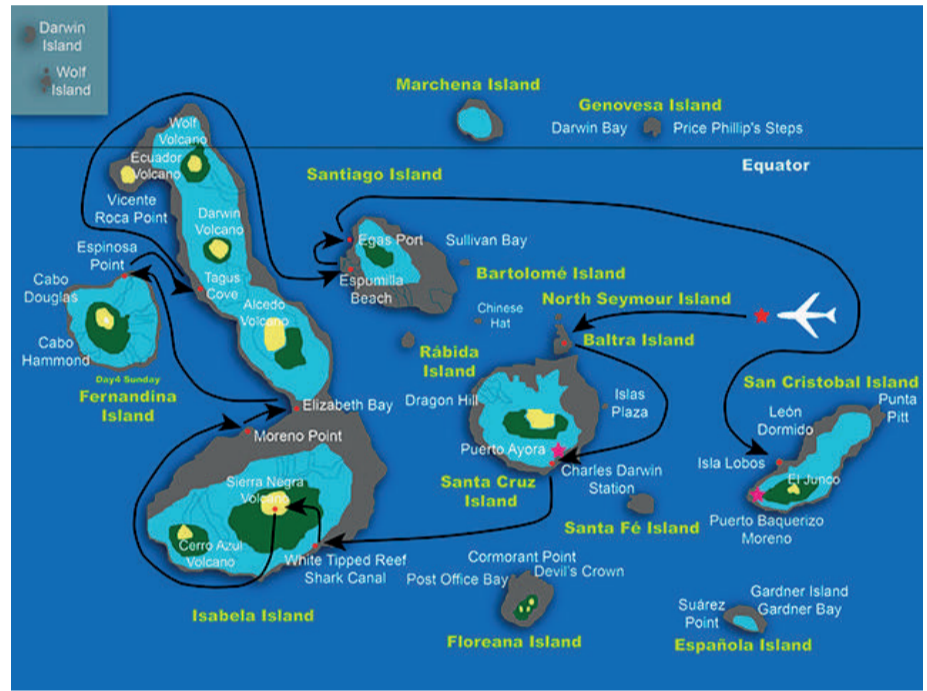 Darwin
Island
Wolf
Island
Marchena Island
Genovesa Island
Darwin Bay
Price Phillip's Steps
Equator
Wolf
Volcano
Ecuador
Volcano
Vicente
Roca Point
Santiago Island
Darwin
Volcano
Espinosa
Point
Egas Port
Sullivan Bay
Espumilla
Beach
Bartolomé Island
Cabo
Douglas
Tagus
Cove
Alcedo
Volcano
Chinese
Hat
North Seymour Island
Baltra Island
Cabo
Hammond
Rábida
Island
Day4 Sunday
Fernandina
Island
Elizabeth Bay
Dragon Hill
Islas
Plaza
San Cristobal Island
Punta
Pitt
León
Dormido
Moreno Point
Puerto Ayora
Charles Darwin
Station
Isla Lobos
El Junco
Santa Cruz
Island
Sierra Negra
Volcano
Santa Fé Island
Puerto Baquerizo
Moreno
Cerro Azul
Volcano
White Tipped Reef
Shark Canal
Cormorant Point
Devil's Crown
Post Office Bay
Isabela Island
Floreana Island
Gardner Island
Gardner Bay
Suárez
Point
Española Island